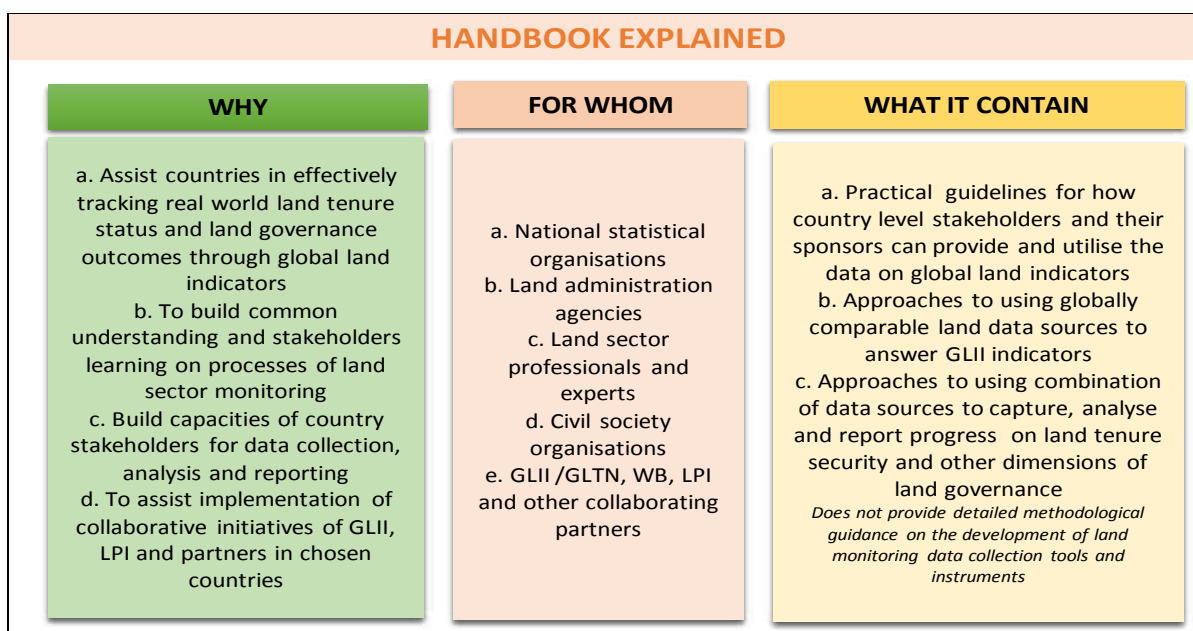 HANDBOOK EXPLAINED
WHY
a. Assist countries in effectively
tracking real world land tenure
status and land governance
outcomes through global land
indicators
b. To build common
understanding and stakeholders
learning on processes of land
sector monitoring
c. Build capacities of country
stakeholders for data collection,
analysis and reporting
d. To assist implementation of
collaborative initiatives of GLII,
LPI and partners in chosen
countries
FOR WHOM
a. National statistical
organisations
b. Land administration
agencies
c. Land sector
professionals and
experts
d. Civil society
organisations
e. GLII /GLTN, WB, LPI
and other collaborating
partners
WHAT IT CONTAIN
a. Practical guidelines for how
country level stakeholders and their
sponsors can provide and utilise the
data on global land indicators
b. Approaches to using globally
comparable land data sources to
answer GLII indicators
c. Approaches to using combination
of data sources to capture, analyse
and report progress on land tenure
security and other dimensions of
land governance
Does not provide detailed methodological
guidance on the development of land
monitoring data collection tools and
instruments